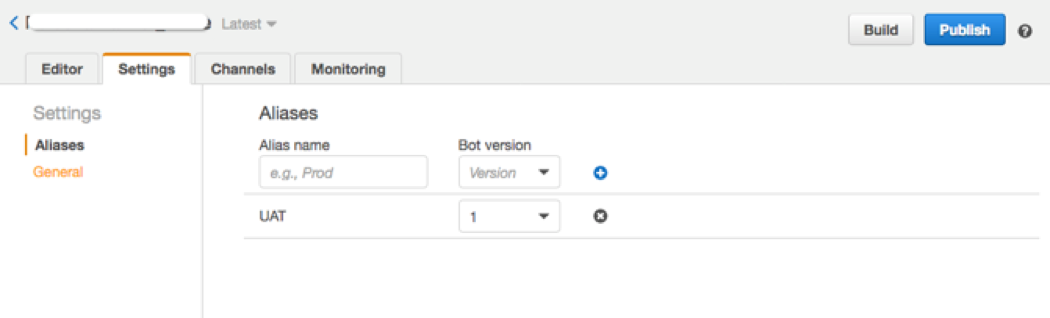 Latest
Build
Publish
Editor
Settings
Channels
Monitoring
Settings
Aliases
General
Aliases
Alias name
Bot version
e.g., Prod
Version
UAT
1